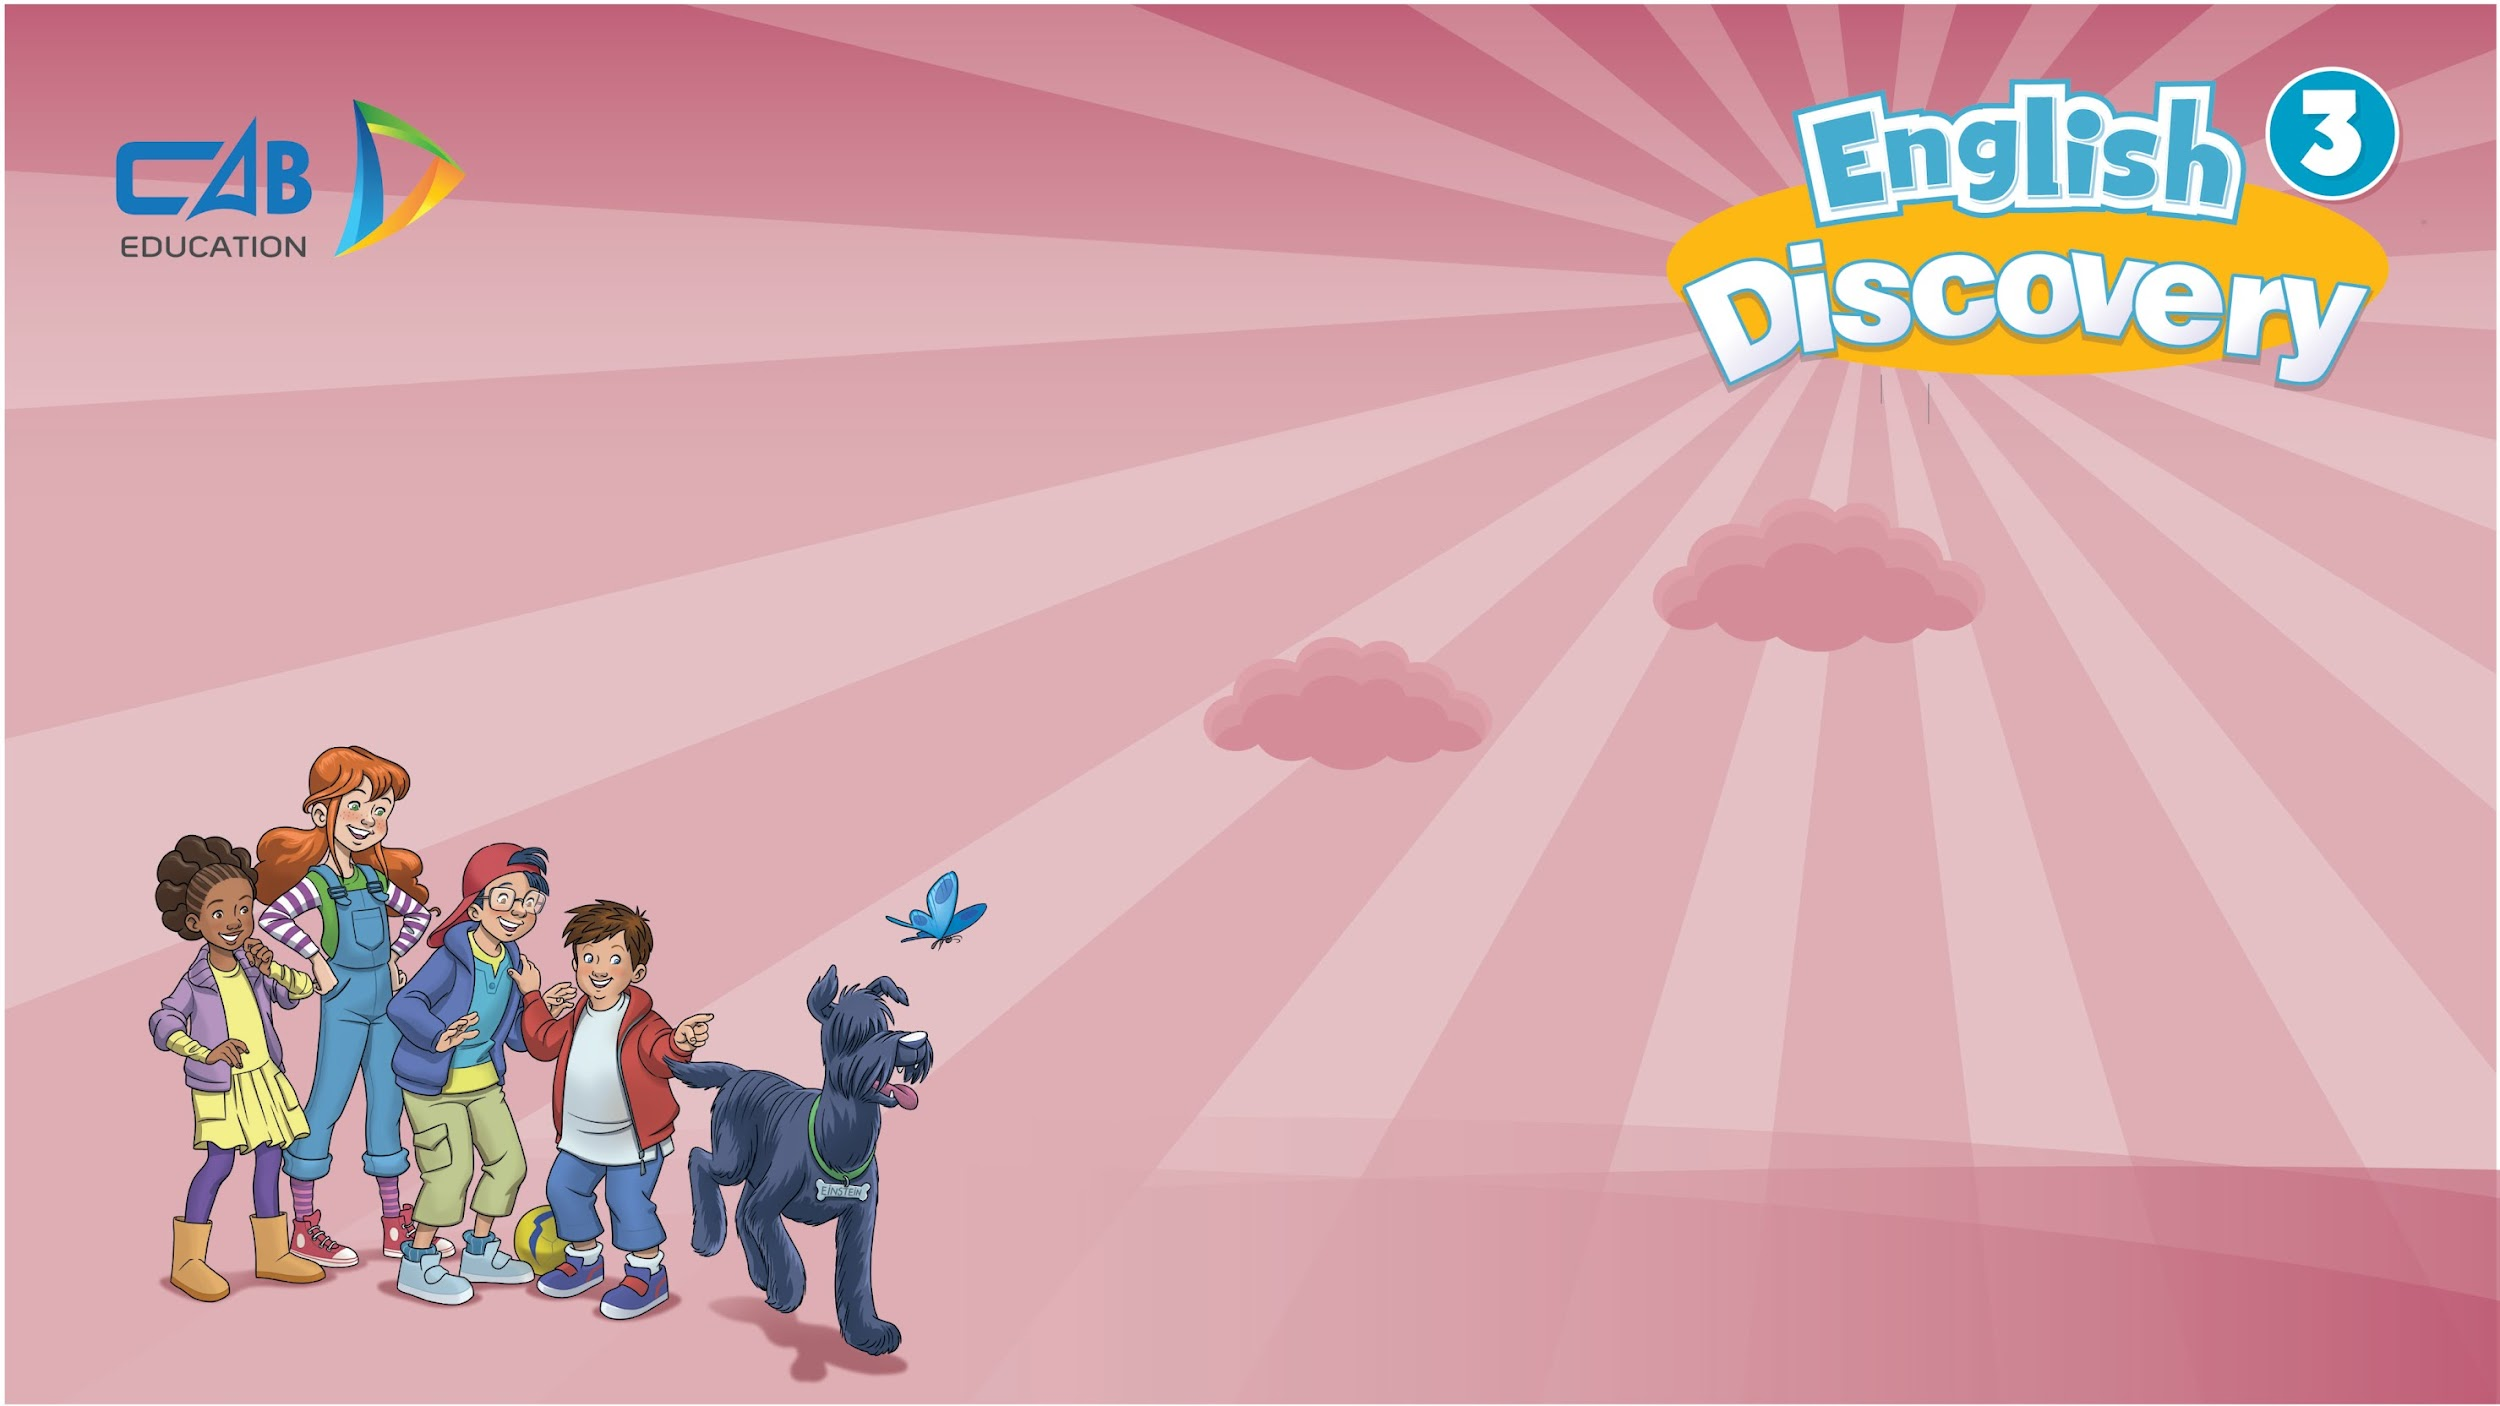 CAB
EDUCATION
English 3
Discovery
EINSTEIN